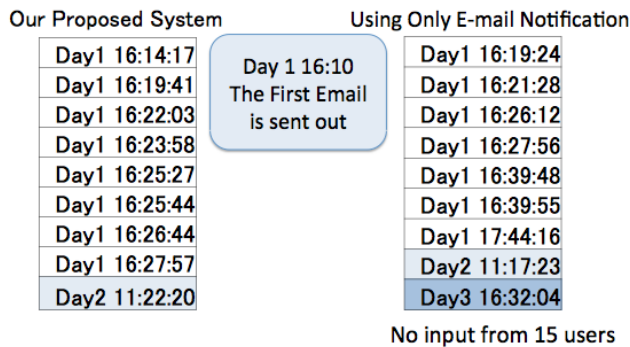 Our Proposed System
Day1 16:14:17
Day1 16:19:41
Day1 16:22:03
Day1 16:23:58
Day1 16:25:27
Day1 16:25:44
Day1 16:26:44
Day1 16:27:57
Day2 11:22:20
Day 1 16:10
The First Email
is sent out
Using Only E-mail Notification
Day1 16:19:24
Day1 16:21:28
Day1 16:26:12
Day1 16:27:56
Day1 16:39:48
Day1 16:39:55
Day1 17:44:16
Day2 11:17:23
Day3 16:32:04
No input from 15 users